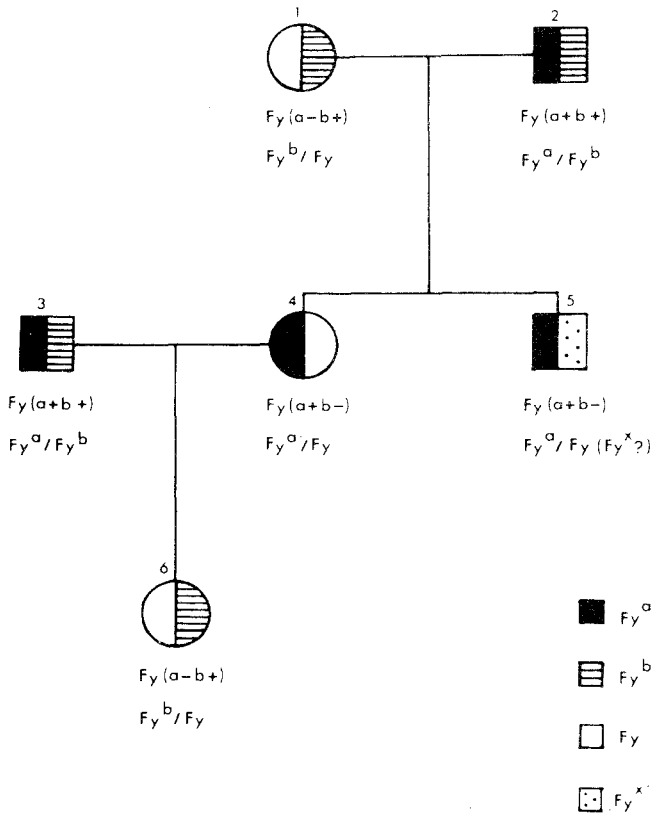 1
2
Fy(a-b+)
Fy(a+b+)
Fy^b/Fy
Fy^a/Fy^b
3
4
5
Fy(a+b+)
Fy(a+b-)
Fy(a+b-)
Fy^a/Fy^b
Fy^a/Fy
Fy^a/Fy (Fy^x?)
6
Fy(a-b+)
Fy^b/Fy
Fy^a
Fy^b
Fy
Fy^x